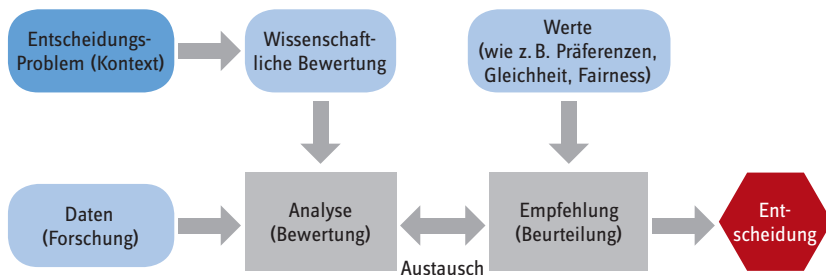 Entscheidungs-
Problem (Kontext)
Wissenschaft-
liche Bewertung
Werte
(wie z. B. Präferenzen,
Gleichheit, Fairness)
Daten
(Forschung)
Analyse
(Bewertung)
Austausch
Empfehlung
(Beurteilung)
Ent-
scheidung